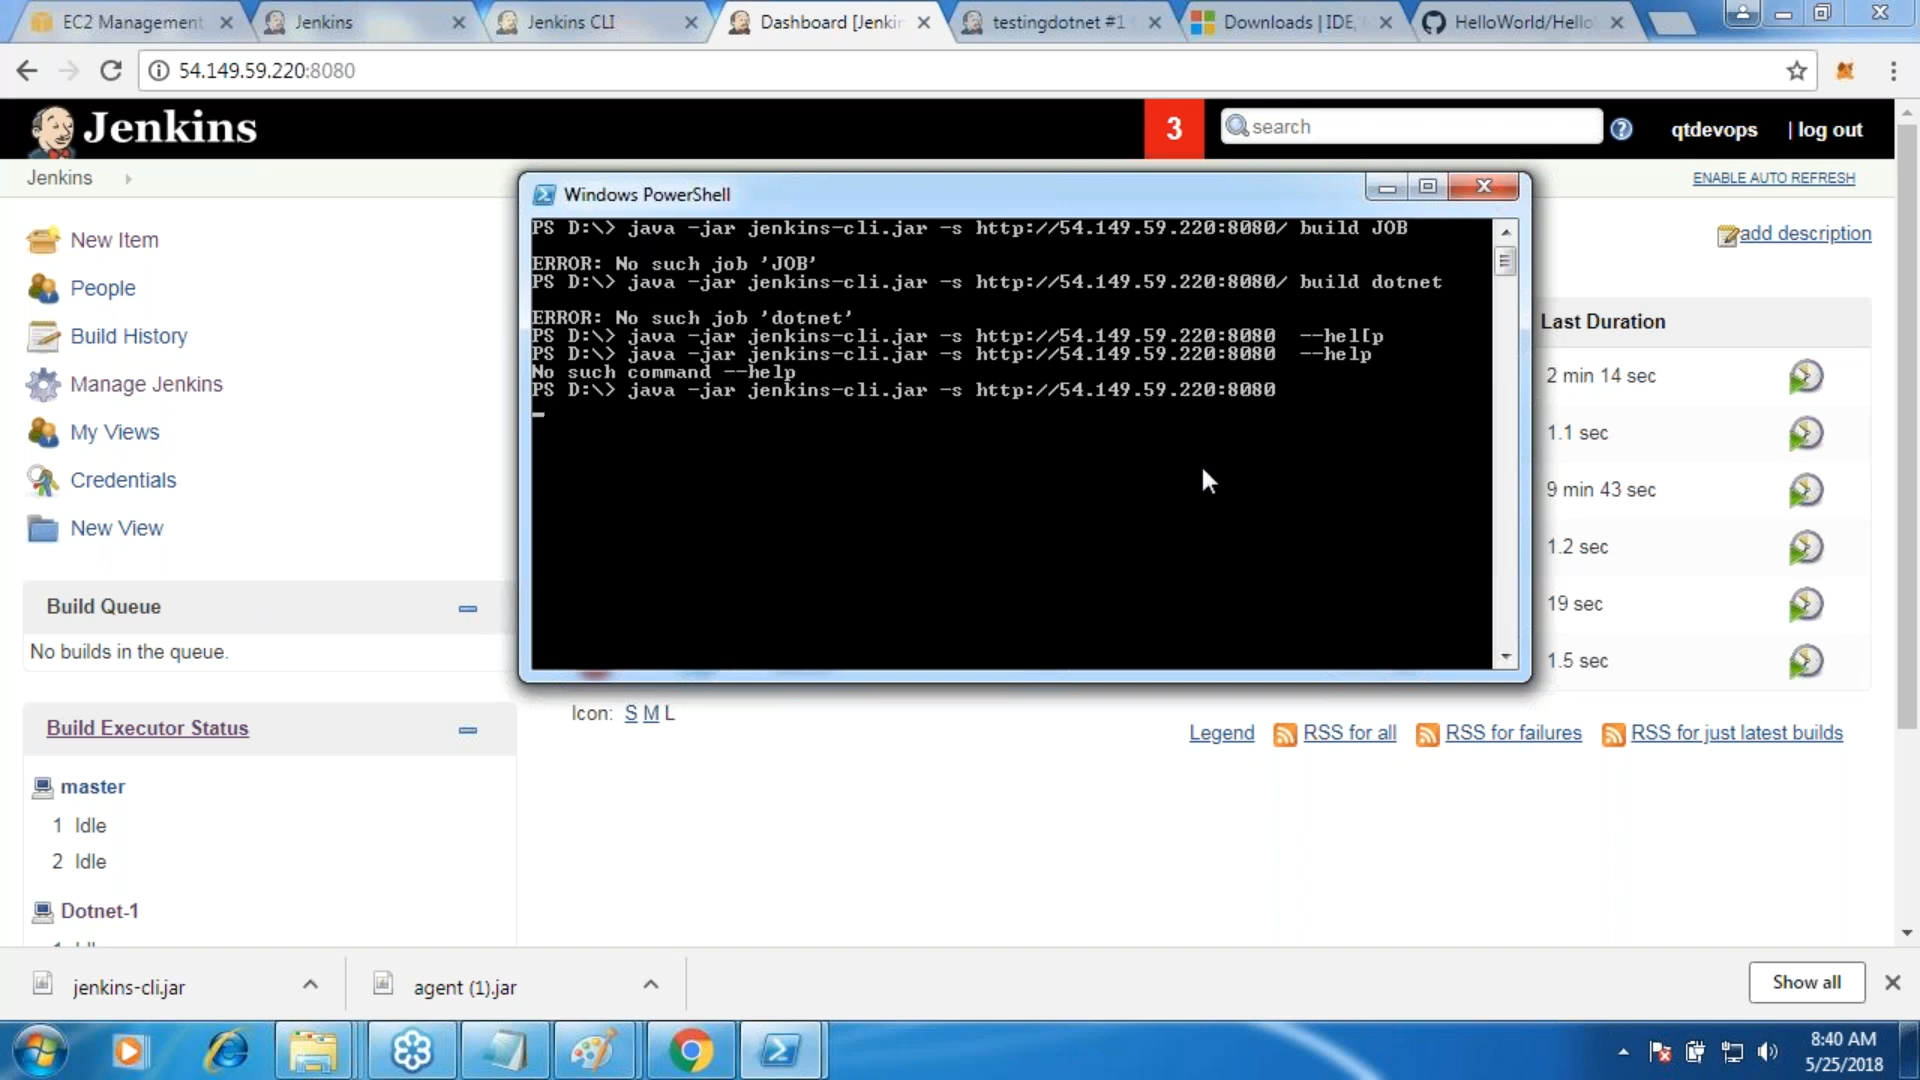 EC2 Management
Jenkins
Jenkins CLI
Dashboard [Jenkin
testingdotnet #1
Downloads | IDE,
HelloWorld/Hello
54.149.59.220:8080
Jenkins
3
search
qtdevops
| log out
Jenkins
ENABLE AUTO REFRESH
New Item
People
Build History
Manage Jenkins
My Views
Credentials
New View
add description
Windows PowerShell
PS D:\> java -jar jenkins-cli.jar -s http://54.149.59.220:8080/ build JOB
ERROR: No such job 'JOB'
PS D:\> java -jar jenkins-cli.jar -s http://54.149.59.220:8080/ build dotnet
ERROR: No such job 'dotnet'
PS D:\> java -jar jenkins-cli.jar -s http://54.149.59.220:8080  --hel[p
PS D:\> java -jar jenkins-cli.jar -s http://54.149.59.220:8080  --help
No such command --help
PS D:\> java -jar jenkins-cli.jar -s http://54.149.59.220:8080
Last Duration
2 min 14 sec
1.1 sec
9 min 43 sec
1.2 sec
19 sec
1.5 sec
Icon: S M L
Legend
RSS for all
RSS for failures
RSS for just latest builds
Build Queue
No builds in the queue.
Build Executor Status
master
1 Idle
2 Idle
Dotnet-1
jenkins-cli.jar
agent (1).jar
Show all
8:40 AM
5/25/2018